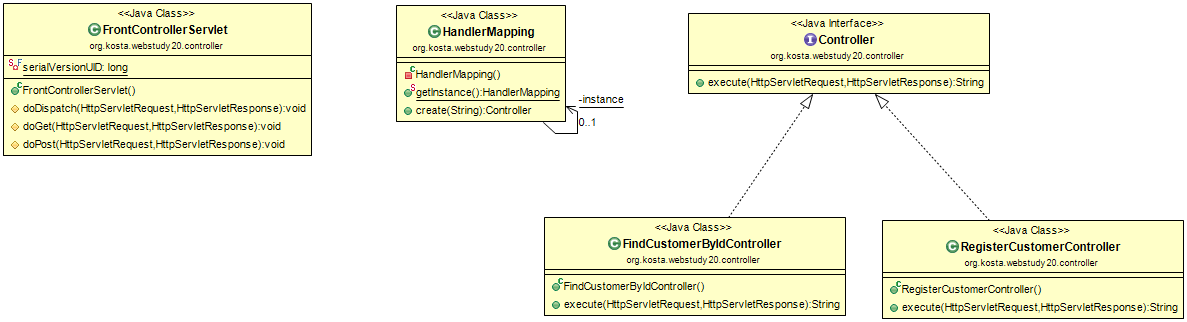 <<Java Class>>
FrontControllerServlet
org.kosta.webstudy20.controller
serialVersionUID: long
FrontControllerServlet()
doDispatch(HttpServletRequest,HttpServletResponse):void
doGet(HttpServletRequest,HttpServletResponse):void
doPost(HttpServletRequest,HttpServletResponse):void
<<Java Class>>
HandlerMapping
org.kosta.webstudy20.controller
HandlerMapping()
getInstance():HandlerMapping
create(String):Controller
-instance
0..1
<<Java Interface>>
Controller
org.kosta.webstudy20.controller
execute(HttpServletRequest,HttpServletResponse):String
<<Java Class>>
FindCustomerByIdController
org.kosta.webstudy20.controller
FindCustomerByIdController()
execute(HttpServletRequest,HttpServletResponse):String
<<Java Class>>
RegisterCustomerController
org.kosta.webstudy20.controller
RegisterCustomerController()
execute(HttpServletRequest,HttpServletResponse):String